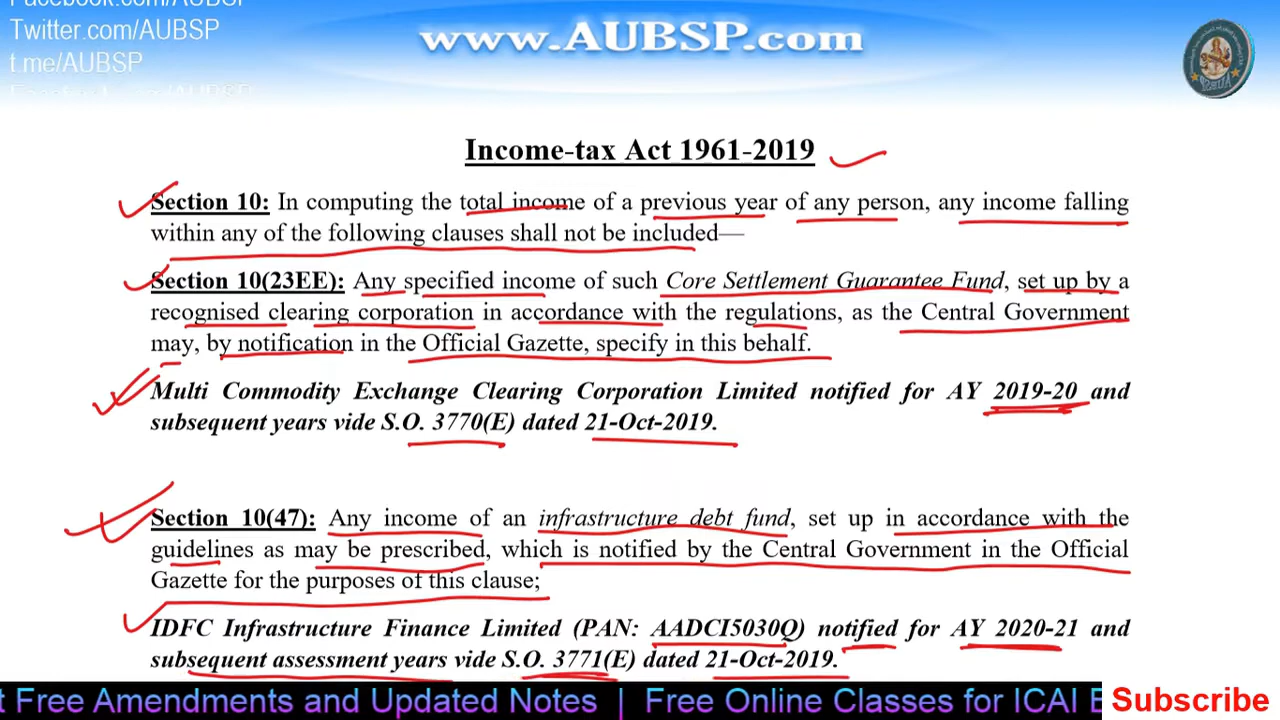 Facebook.com/AUBSP
Twitter.com/AUBSP
t.me/AUBSP
www.AUBSP.com
Income-tax Act 1961-2019
Section 10: In computing the total income of a previous year of any person, any income falling
within any of the following clauses shall not be included—
Section 10(23EE): Any specified income of such Core Settlement Guarantee Fund, set up by a
recognised clearing corporation in accordance with the regulations, as the Central Government
may, by notification in the Official Gazette, specify in this behalf.
Multi Commodity Exchange Clearing Corporation Limited notified for AY 2019-20 and
subsequent years vide S.O. 3770(E) dated 21-Oct-2019.
Section 10(47): Any income of an infrastructure debt fund, set up in accordance with the
guidelines as may be prescribed, which is notified by the Central Government in the Official
Gazette for the purposes of this clause;
IDFC Infrastructure Finance Limited (PAN: AADCI5030Q) notified for AY 2020-21 and
subsequent assessment years vide S.O. 3771(E) dated 21-Oct-2019.
t Free Amendments and Updated Notes | Free Online Classes for ICAI E
Subscribe